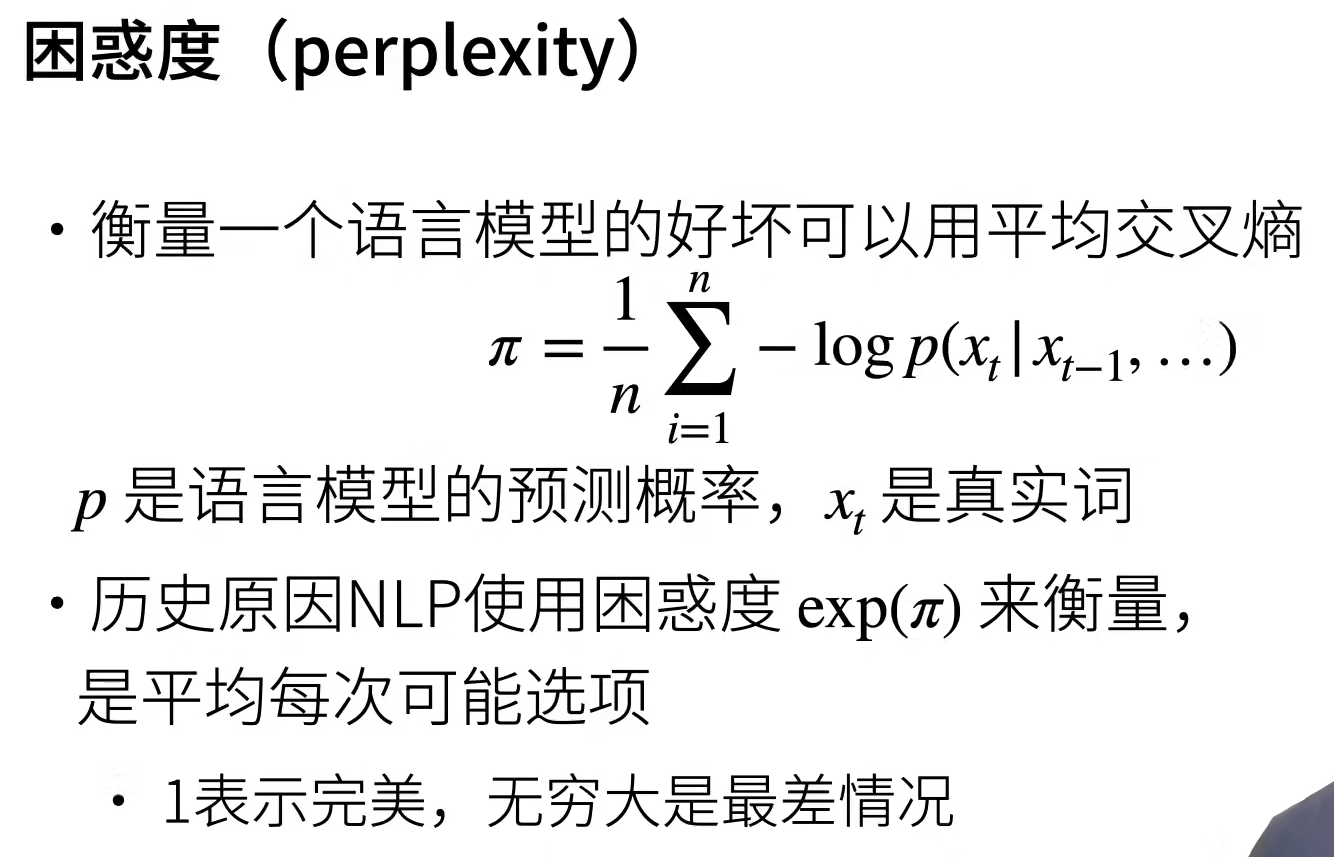 困惑度（perplexity）
• 衡量一个语言模型的好坏可以用平均交叉熵
π = \frac{1}{n} \sum_{i=1}^{n} − log p(x_t | x_{t−1}, …)
p 是语言模型的预测概率，x_t 是真实词
• 历史原因NLP使用困惑度 exp(π) 来衡量，
是平均每次可能选项
• 1表示完美，无穷大是最差情况